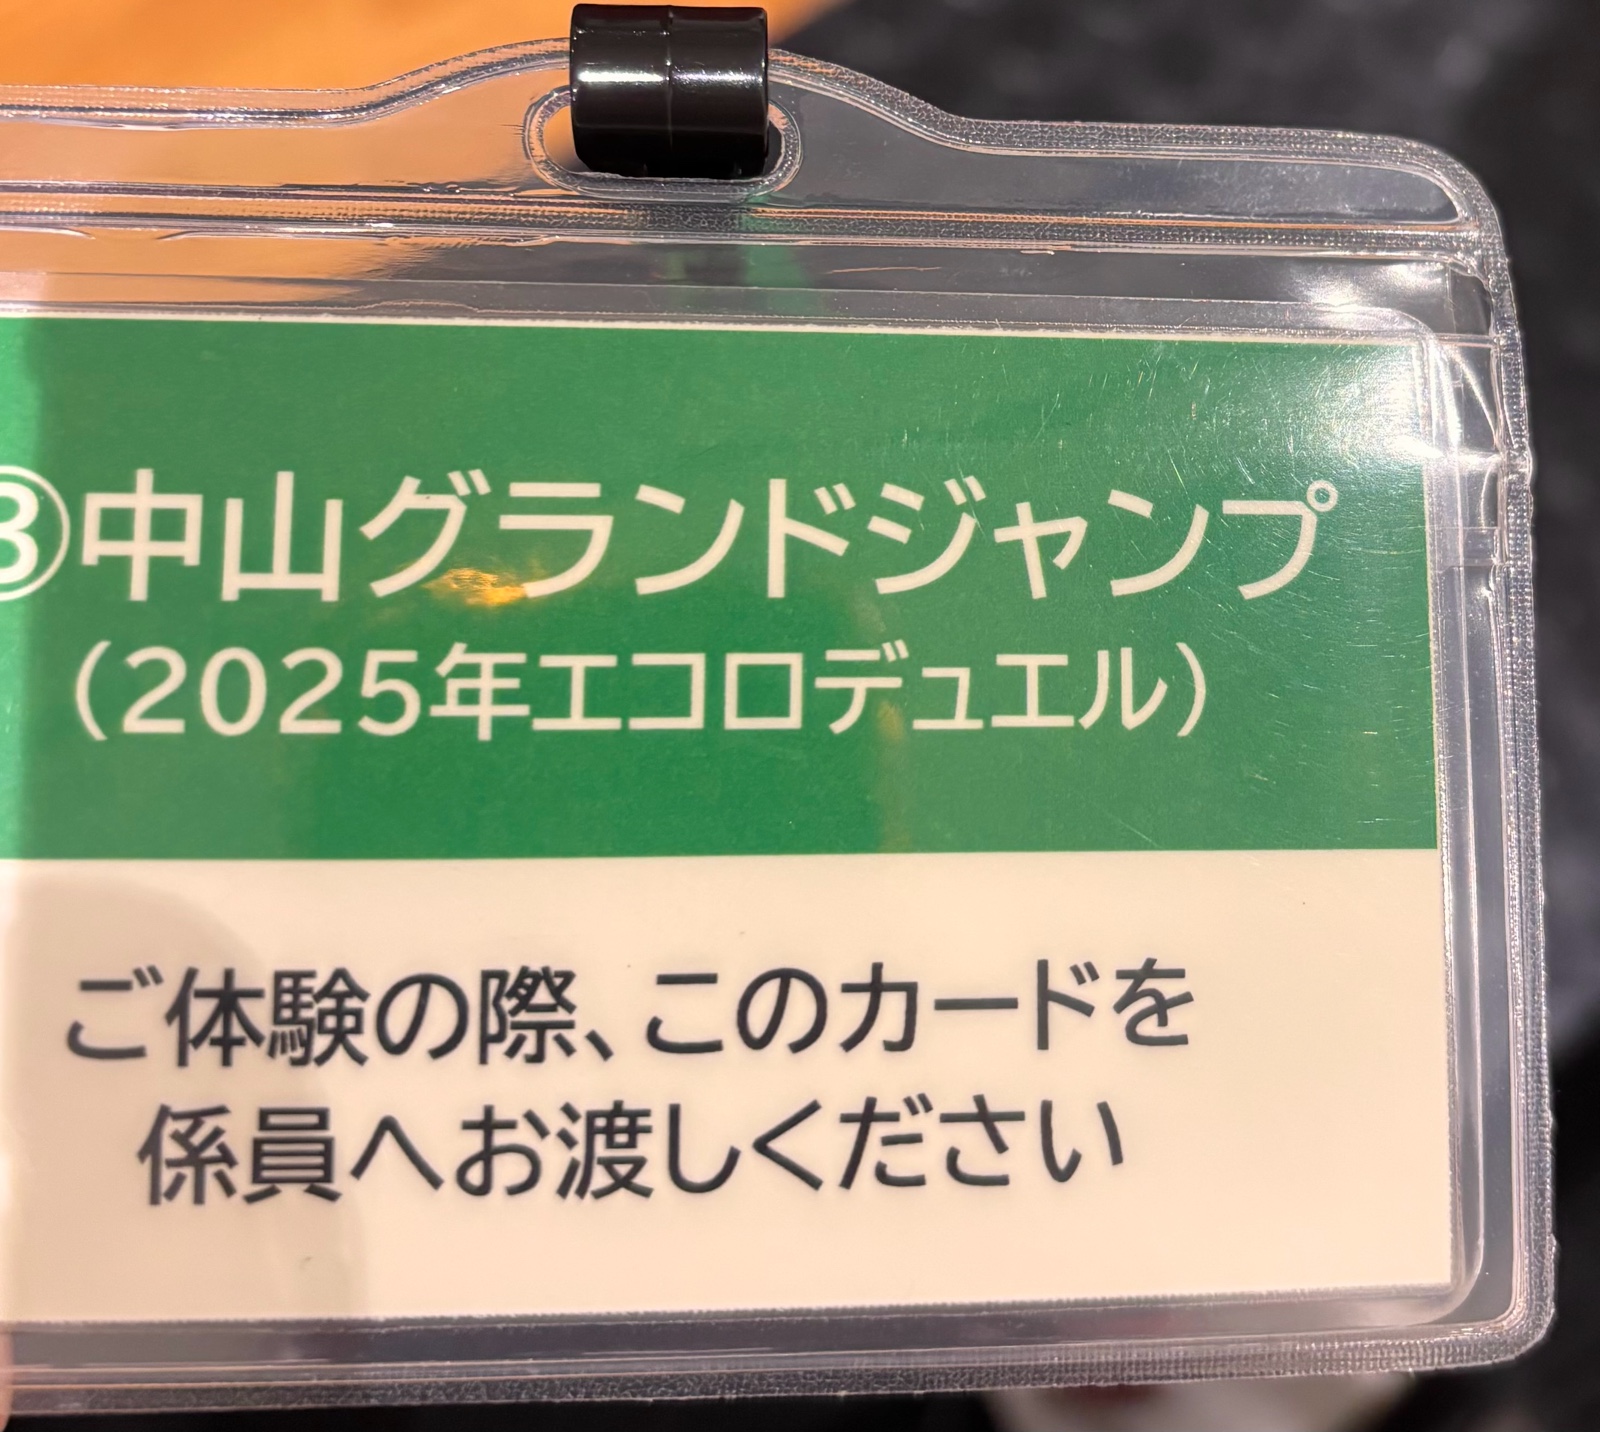 ③中山グランドジャンプ
（2025年エコロデュエル）
ご体験の際、このカードを
係員へお渡しください